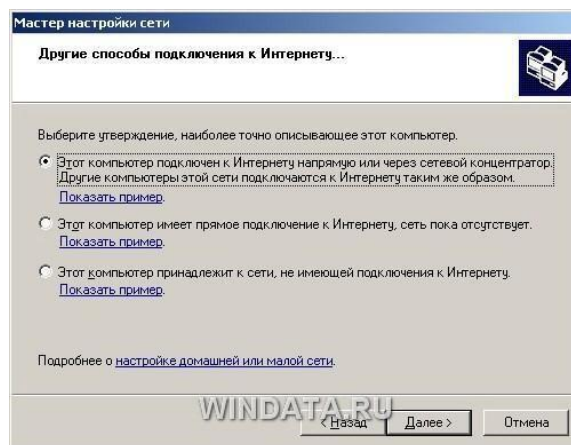 Мастер настройки сети
Другие способы подключения к Интернету...
Выберите утверждение, наиболее точно описывающее этот компьютер.
Этот компьютер подключен к Интернету напрямую или через сетевой концентратор.
Другие компьютеры этой сети подключаются к Интернету таким же образом.
Показать пример.
Этот компьютер имеет прямое подключение к Интернету, сеть пока отсутствует.
Показать пример.
Этот компьютер принадлежит к сети, не имеющей подключения к Интернету.
Показать пример.
Подробнее о настройке домашней или малой сети.
WINDATA.RU
< Назад Далее > Отмена